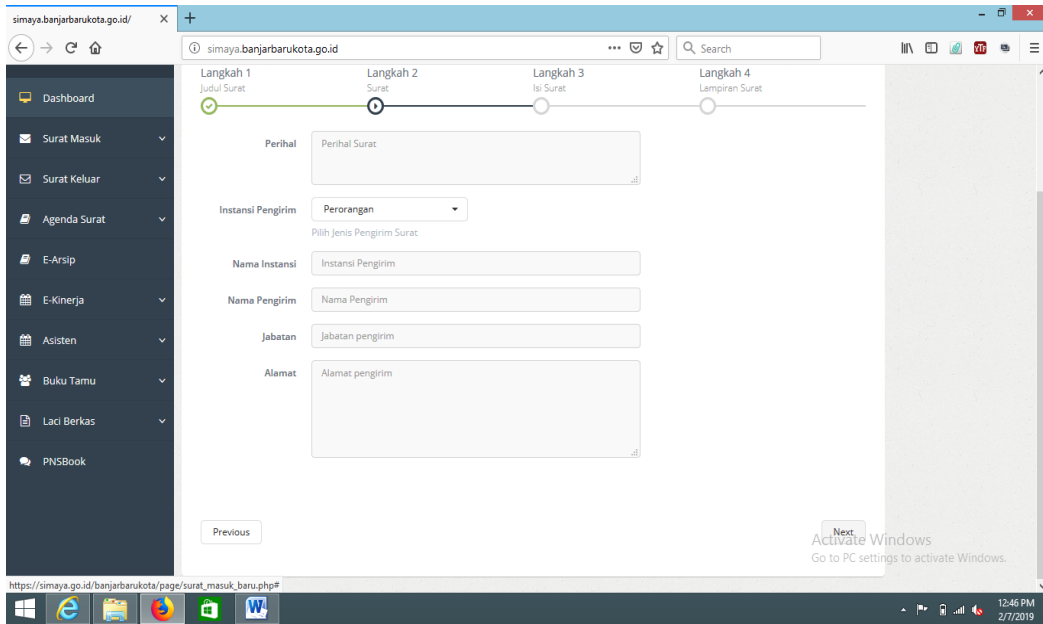 simaya.banjarbarukota.go.id/
simaya.banjarbarukota.go.id
Search
YTF
Dashboard
Surat Masuk
Surat Keluar
Agenda Surat
E-Arsip
E-Kinerja
Asisten
Buku Tamu
Laci Berkas
PNSBook
Langkah 1
Judul Surat
Langkah 2
Surat
Langkah 3
Isi Surat
Langkah 4
Lampiran Surat
Perihal
Perihal Surat
Instansi Pengirim
Perorangan
Pilih Jenis Pengirim Surat
Nama Instansi
Instansi Pengirim
Nama Pengirim
Nama Pengirim
Jabatan
Jabatan pengirim
Alamat
Alamat pengirim
Previous
Next
Activate Windows
Go to PC settings to activate Windows.
https://simaya.go.id/banjarbarukota/page/surat_masuk_baru.php#
12:46 PM
2/7/2019